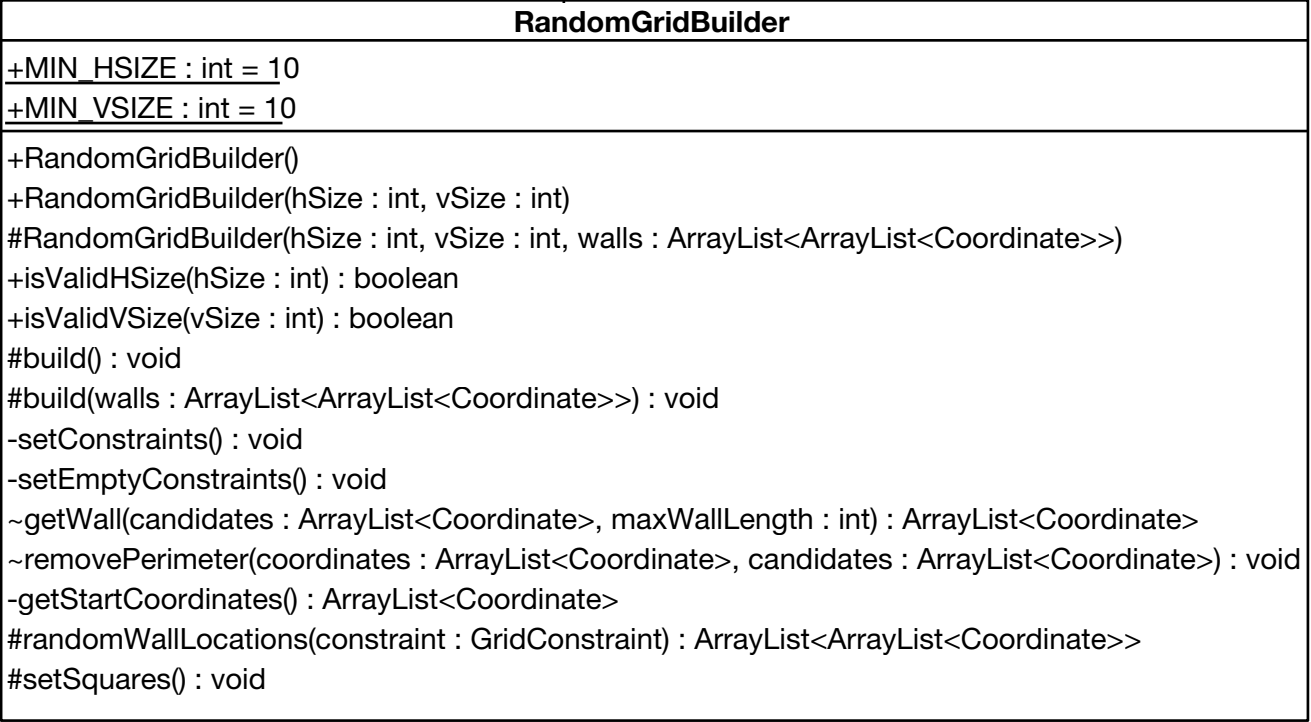 RandomGridBuilder
+MIN_HSIZE : int = 10
+MIN_VSIZE : int = 10
+RandomGridBuilder()
+RandomGridBuilder(hSize : int, vSize : int)
#RandomGridBuilder(hSize : int, vSize : int, walls : ArrayList<ArrayList<Coordinate>>)
+isValidHSize(hSize : int) : boolean
+isValidVSize(vSize : int) : boolean
#build() : void
#build(walls : ArrayList<ArrayList<Coordinate>>) : void
-setConstraints() : void
-setEmptyConstraints() : void
~getWall(candidates : ArrayList<Coordinate>, maxWallLength : int) : ArrayList<Coordinate>
~removePerimeter(coordinates : ArrayList<Coordinate>, candidates : ArrayList<Coordinate>) : void
-getStartCoordinates() : ArrayList<Coordinate>
#randomWallLocations(constraint : GridConstraint) : ArrayList<ArrayList<Coordinate>>
#setSquares() : void